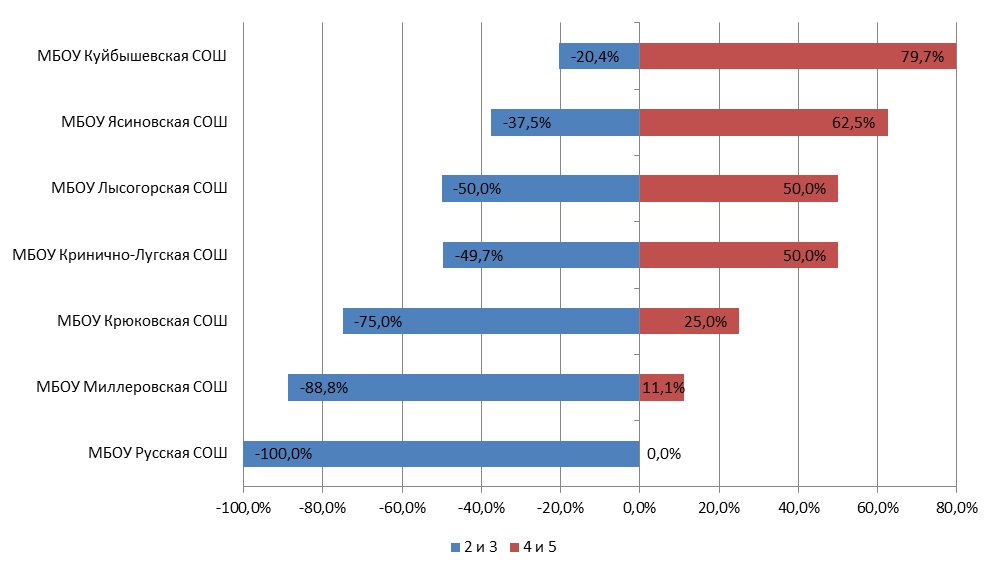 МБОУ Куйбышевская СОШ -20,4% 79,7%
МБОУ Ясиновская СОШ -37,5% 62,5%
МБОУ Лысогорская СОШ -50,0% 50,0%
МБОУ Кринично-Лугская СОШ -49,7% 50,0%
МБОУ Крюковская СОШ -75,0% 25,0%
МБОУ Миллеровская СОШ -88,8% 11,1%
МБОУ Русская СОШ -100,0% 0,0%
-100,0% -80,0% -60,0% -40,0% -20,0% 0,0% 20,0% 40,0% 60,0% 80,0%
2 и 3 4 и 5